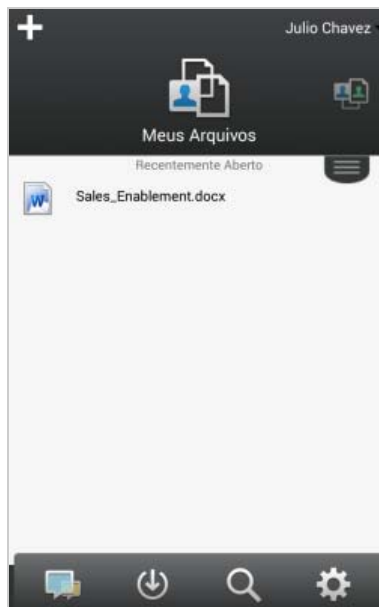 Julio Chavez
Meus Arquivos
Recentemente Aberto
Sales_Enablement.docx